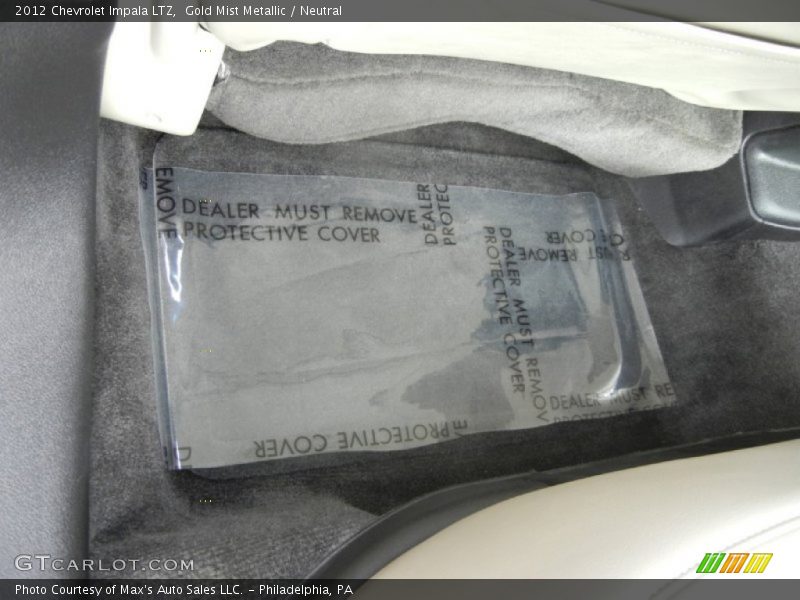 2012 Chevrolet Impala LTZ,  Gold Mist Metallic / Neutral
EMOVE
DEALER MUST REMOVE
PROTECTIVE COVER
DEALER
PROTEC
COVER
MUST REMOVE
DEALER MUST REMOV
PROTECTIVE COVER
DEALER MUST RE
PROTECTIVE COVER
D
GTCARLOT.COM
Photo Courtesy of Max's Auto Sales LLC. - Philadelphia, PA